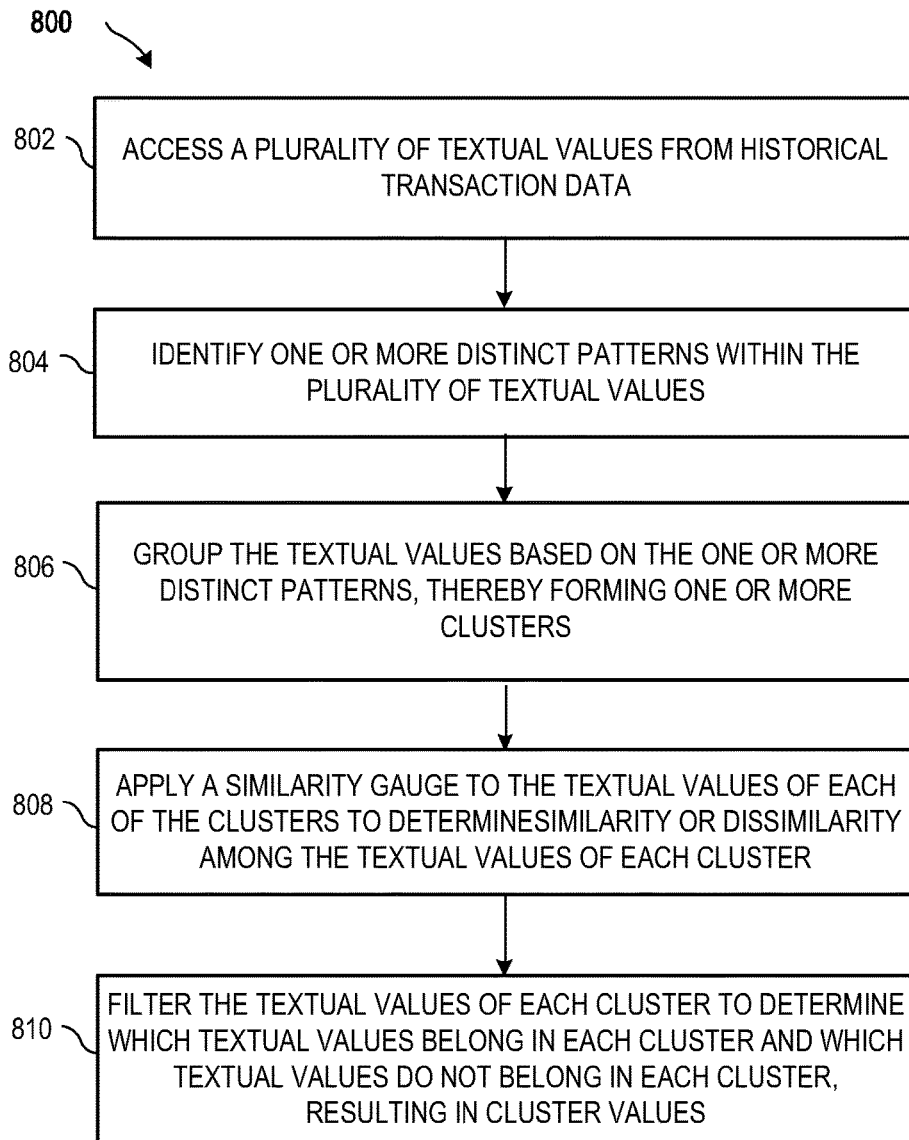 800
802
ACCESS A PLURALITY OF TEXTUAL VALUES FROM HISTORICAL
TRANSACTION DATA
804
IDENTIFY ONE OR MORE DISTINCT PATTERNS WITHIN THE
PLURALITY OF TEXTUAL VALUES
806
GROUP THE TEXTUAL VALUES BASED ON THE ONE OR MORE
DISTINCT PATTERNS, THEREBY FORMING ONE OR MORE
CLUSTERS
808
APPLY A SIMILARITY GAUGE TO THE TEXTUAL VALUES OF EACH
OF THE CLUSTERS TO DETERMINESIMILARITY OR DISSIMILARITY
AMONG THE TEXTUAL VALUES OF EACH CLUSTER
810
FILTER THE TEXTUAL VALUES OF EACH CLUSTER TO DETERMINE
WHICH TEXTUAL VALUES BELONG IN EACH CLUSTER AND WHICH
TEXTUAL VALUES DO NOT BELONG IN EACH CLUSTER,
RESULTING IN CLUSTER VALUES